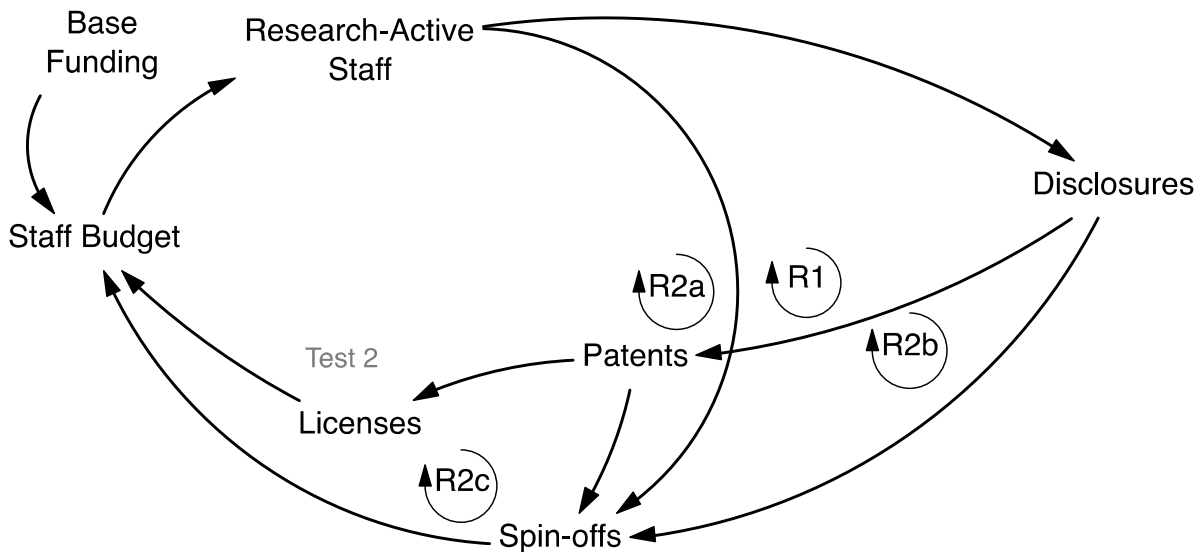 Base
Funding
Research-Active
Staff
Disclosures
Staff Budget
R2a
R1
R2b
Patents
Test 2
Licenses
R2c
Spin-offs